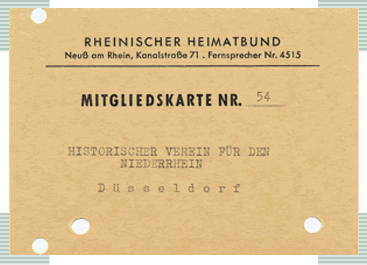 RHEINISCHER HEIMATBUND
Neuß am Rhein, Kanalstraße 71 . Fernsprecher Nr. 4515
MITGLIEDSKARTE NR. 54
HISTORISCHER VEREIN FÜR DEN
NIEDERRHEIN
Düsseldorf